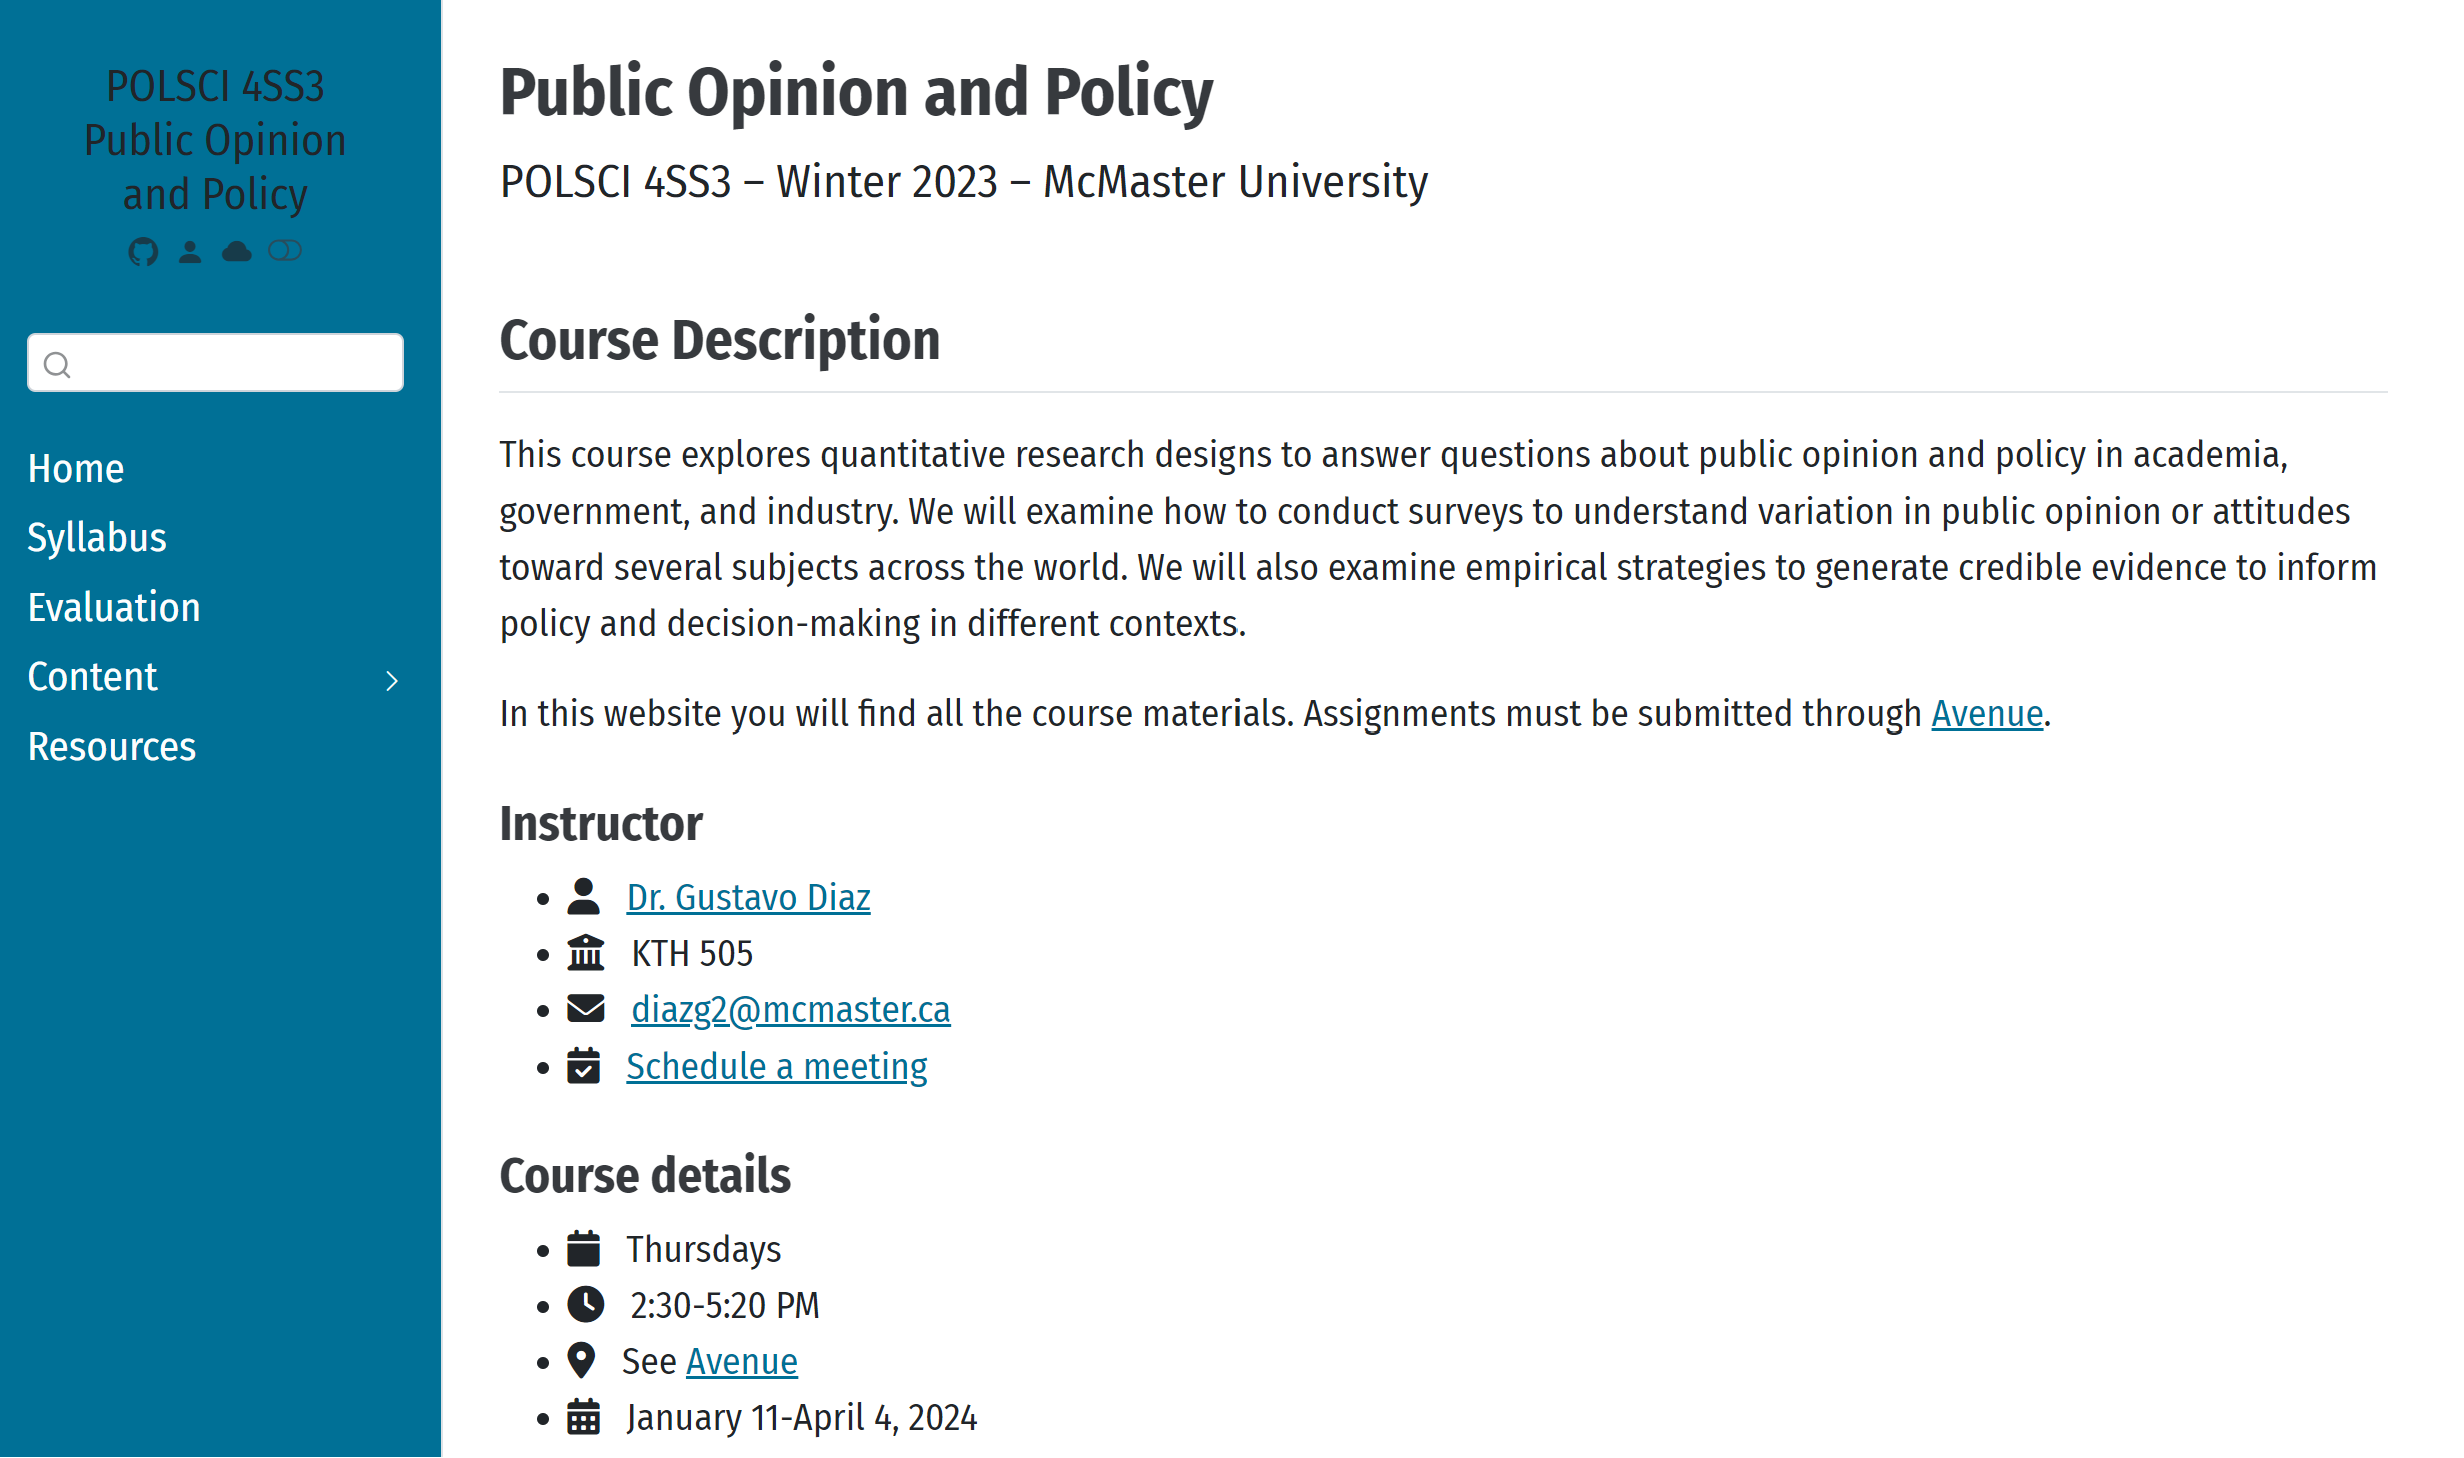 POLSCI 4SS3
Public Opinion
and Policy
Home
Syllabus
Evaluation
Content
Resources
Public Opinion and Policy
POLSCI 4SS3 – Winter 2023 – McMaster University
Course Description
This course explores quantitative research designs to answer questions about public opinion and policy in academia,
government, and industry. We will examine how to conduct surveys to understand variation in public opinion or attitudes
toward several subjects across the world. We will also examine empirical strategies to generate credible evidence to inform
policy and decision-making in different contexts.
In this website you will find all the course materials. Assignments must be submitted through Avenue.
Instructor
Dr. Gustavo Diaz
KTH 505
diazg2@mcmaster.ca
Schedule a meeting
Course details
Thursdays
2:30-5:20 PM
See Avenue
January 11-April 4, 2024